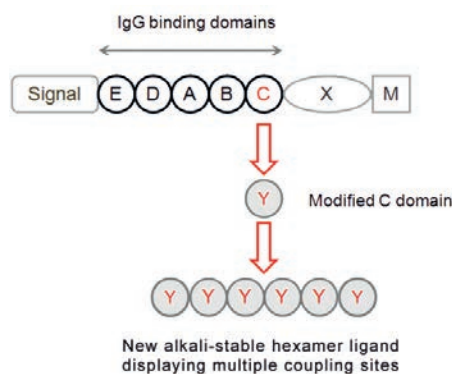 IgG binding domains
Signal E D A B C X M
Y Modified C domain
Y Y Y Y Y Y
New alkali-stable hexamer ligand
displaying multiple coupling sites